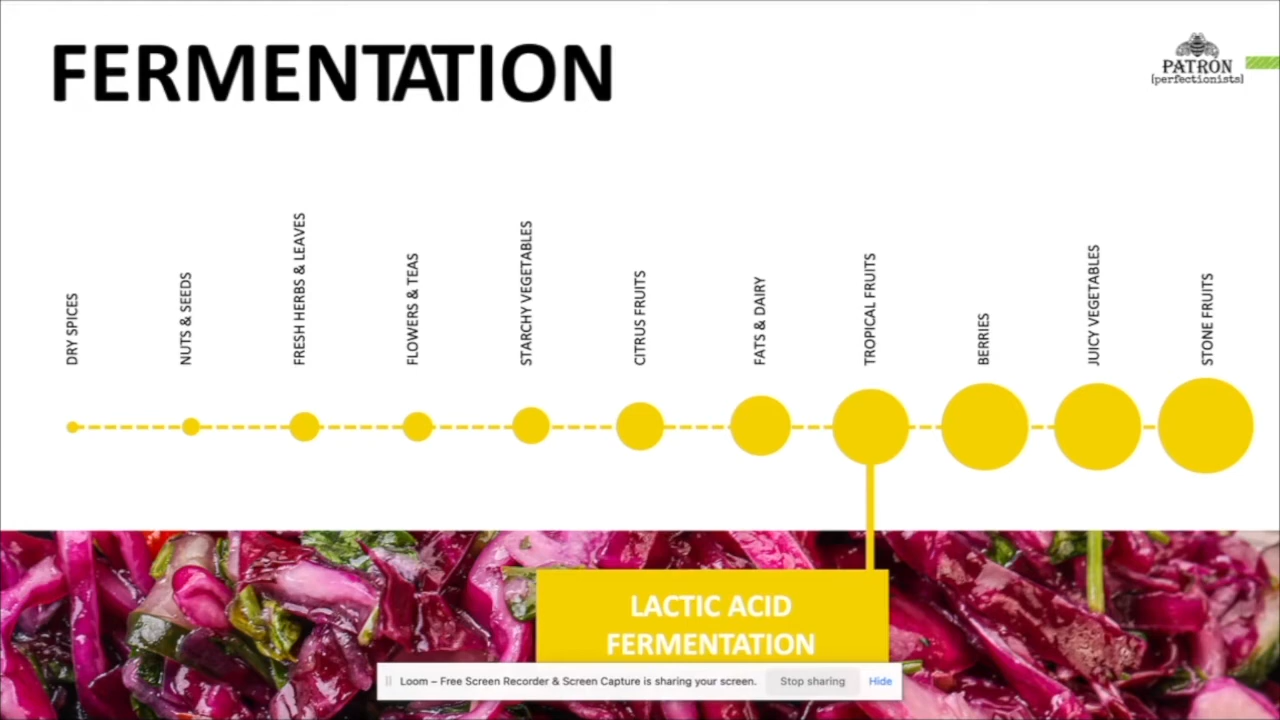 FERMENTATION
PATRÓN
[perfectionists]
DRY SPICES
NUTS & SEEDS
FRESH HERBS & LEAVES
FLOWERS & TEAS
STARCHY VEGETABLES
CITRUS FRUITS
FATS & DAIRY
TROPICAL FRUITS
BERRIES
JUICY VEGETABLES
STONE FRUITS
LACTIC ACID
FERMENTATION
Loom – Free Screen Recorder & Screen Capture is sharing your screen. Stop sharing Hide